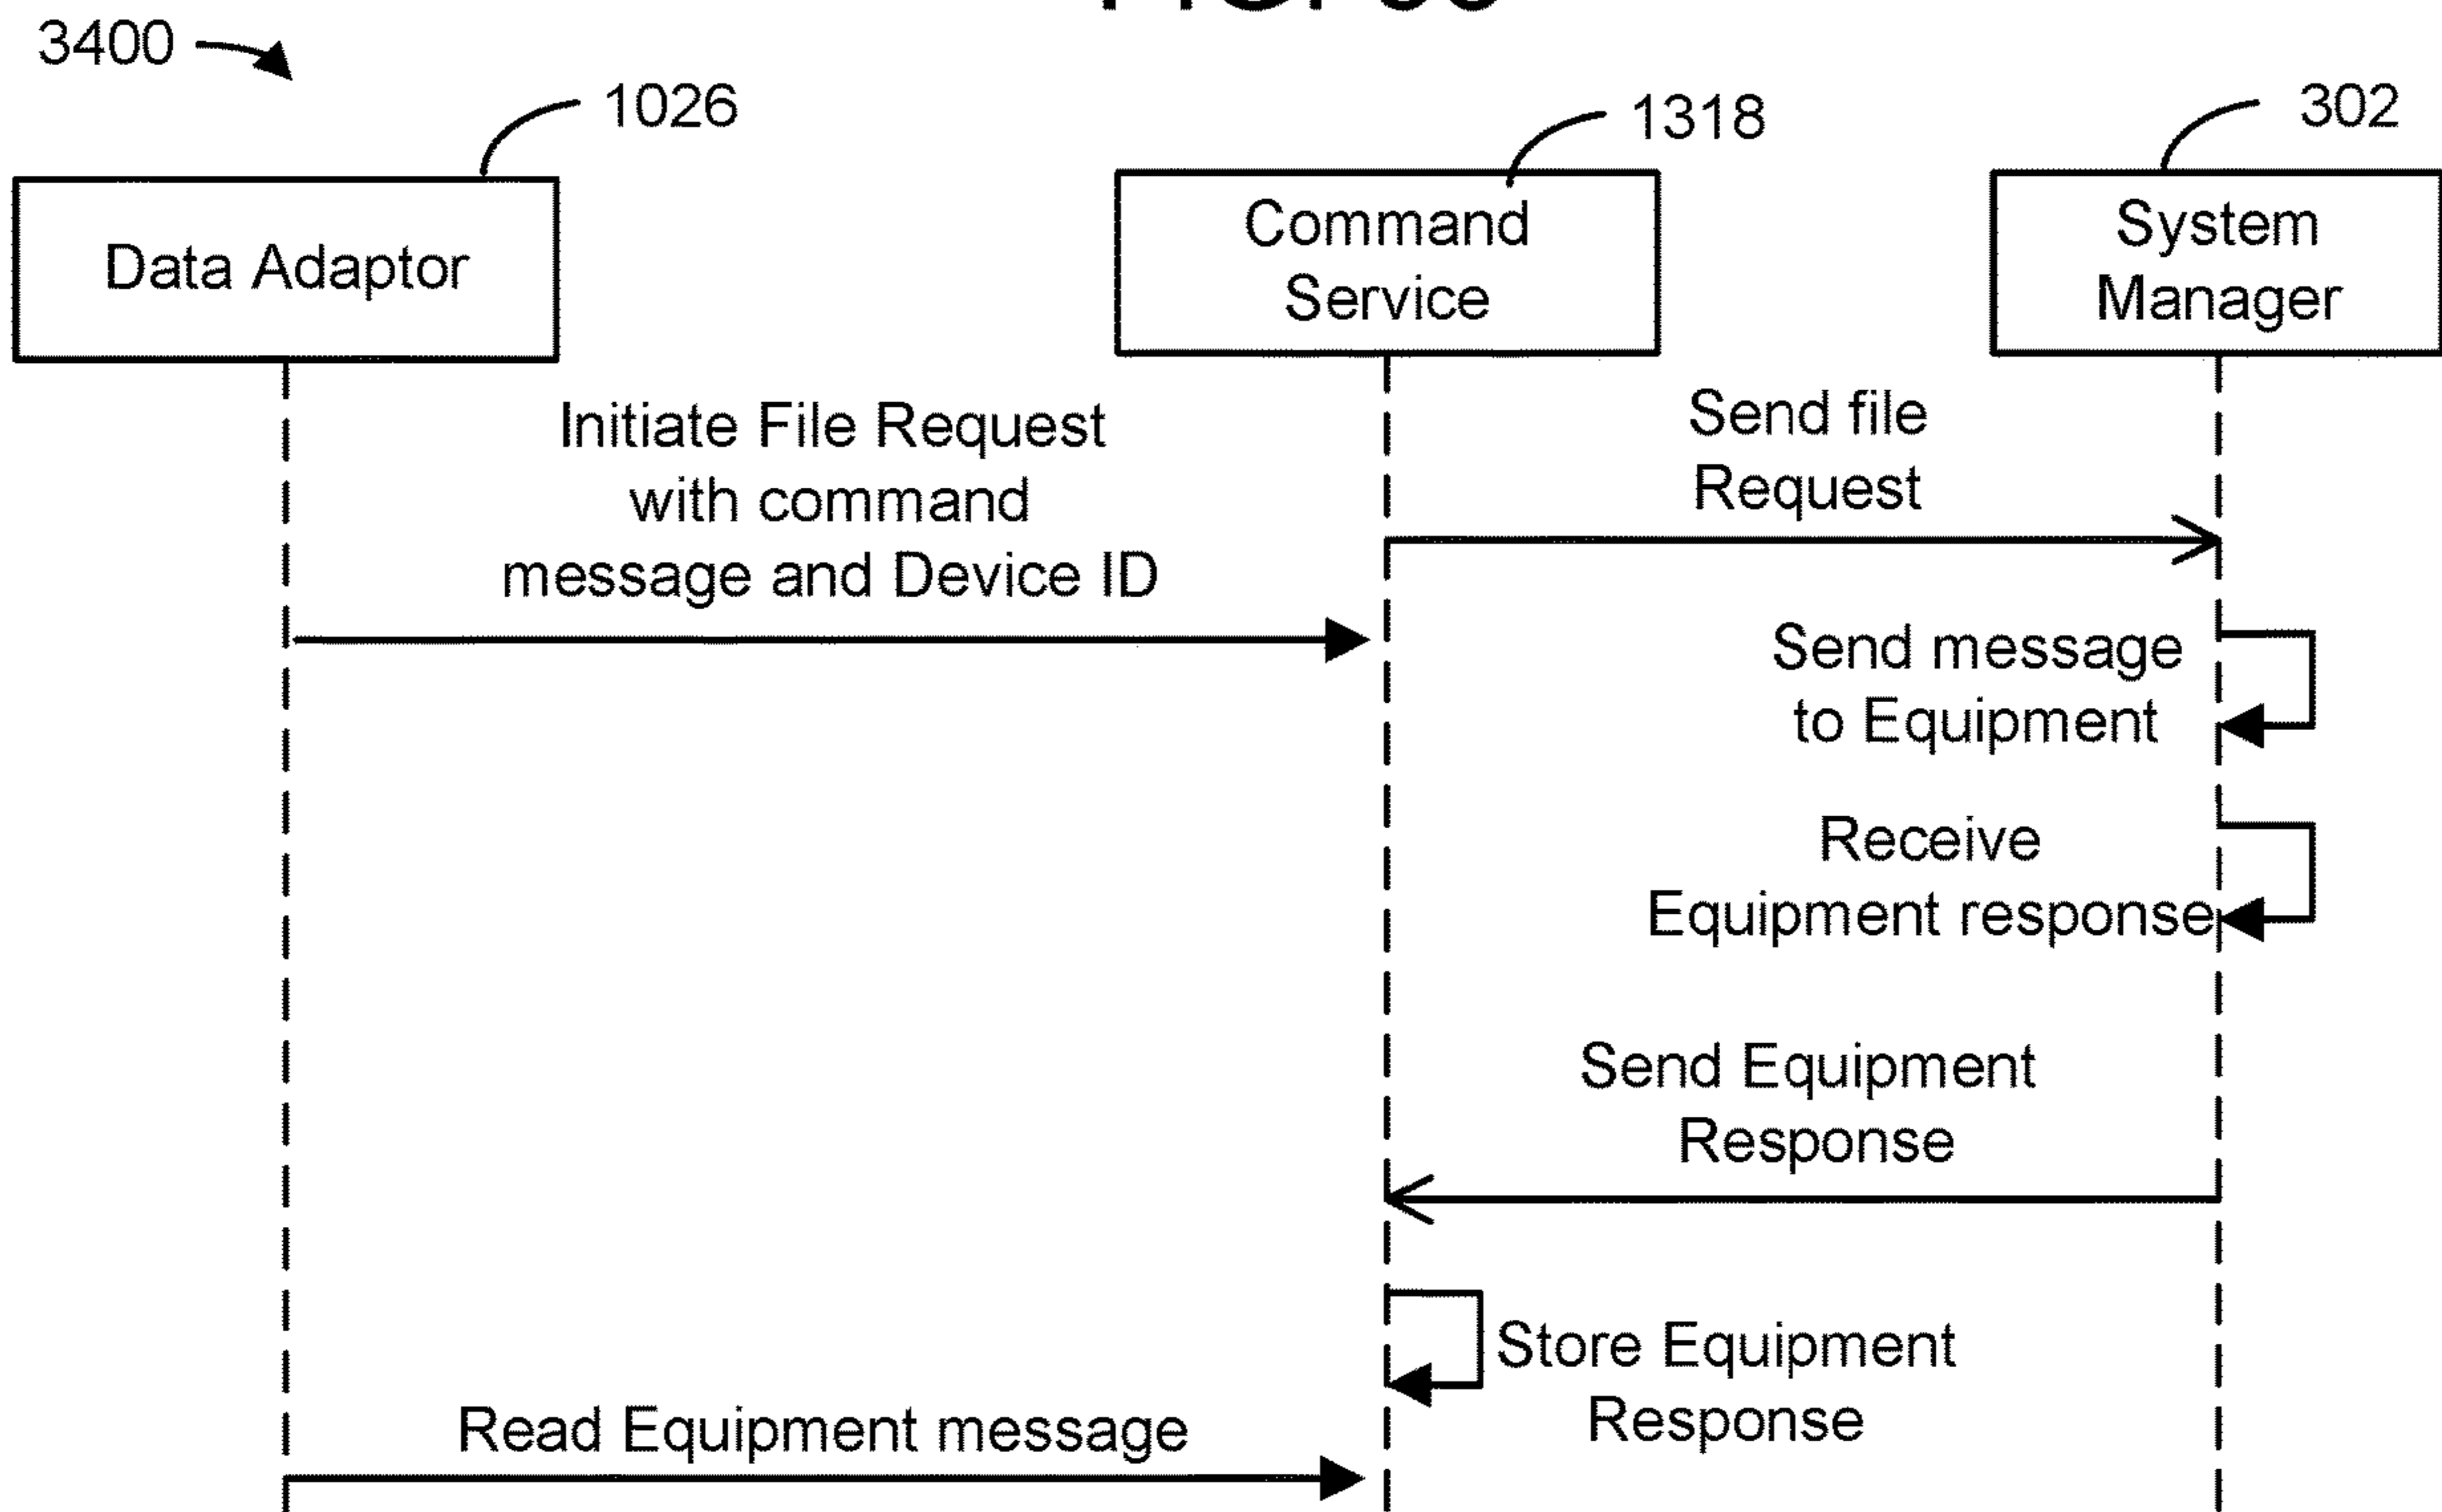 3400
1026
1318
302
Data Adaptor
Command
Service
System
Manager
Initiate File Request
with command
message and Device ID
Send file
Request
Send message
to Equipment
Receive
Equipment response
Send Equipment
Response
Store Equipment
Response
Read Equipment message